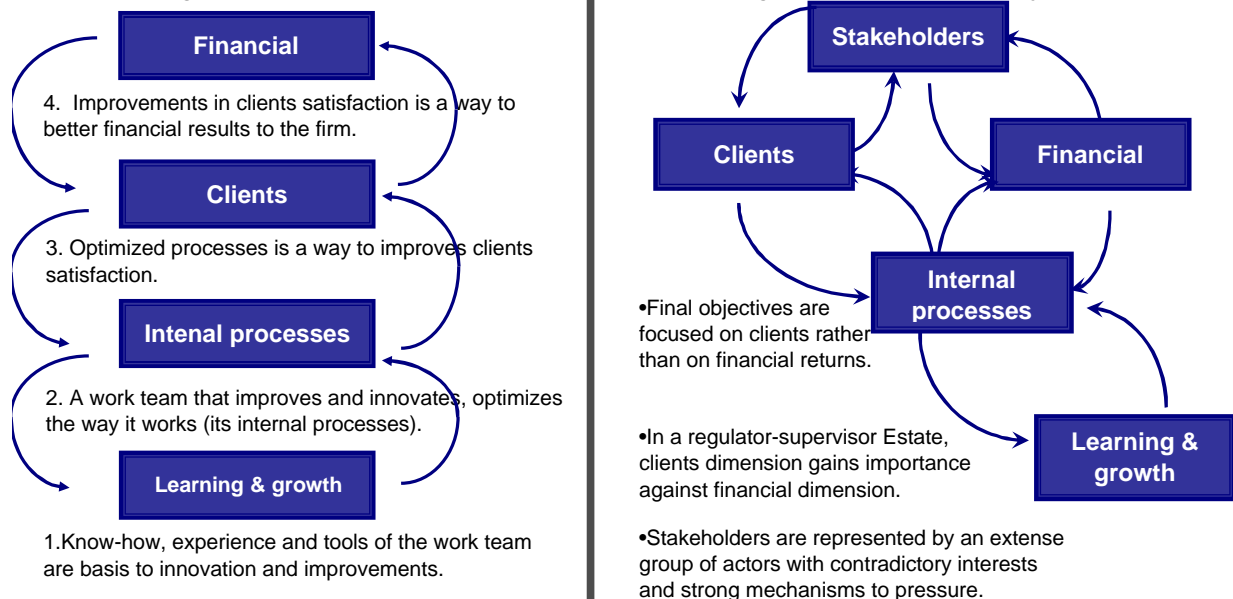 Financial
4. Improvements in clients satisfaction is a way to
better financial results to the firm.
Clients
3. Optimized processes is a way to improves clients
satisfaction.
Intenal processes
2. A work team that improves and innovates, optimizes
the way it works (its internal processes).
Learning & growth
1.Know-how, experience and tools of the work team
are basis to innovation and improvements.
Stakeholders
Clients
Financial
Internal
processes
•Final objectives are
focused on clients rather
than on financial returns.
Learning &
growth
•In a regulator-supervisor Estate,
clients dimension gains importance
against financial dimension.
•Stakeholders are represented by an extense
group of actors with contradictory interests
and strong mechanisms to pressure.